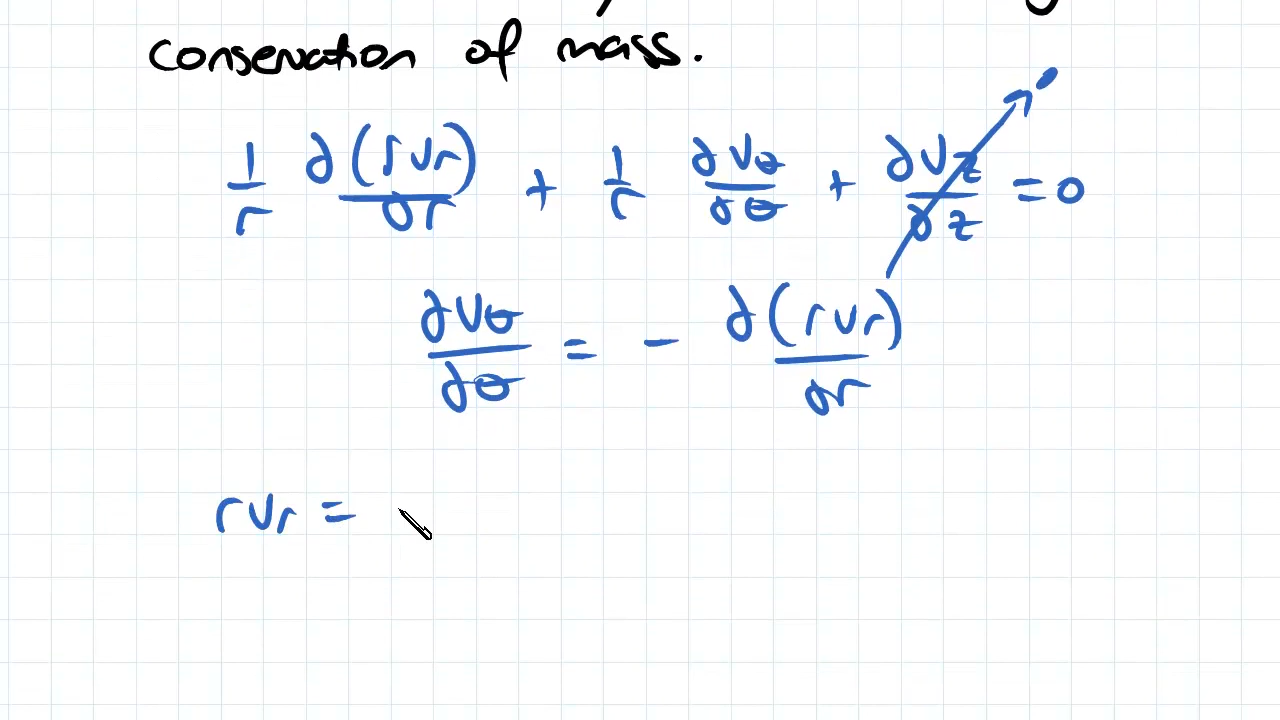 conservation of mass.
1/r ∂(rvr)/∂r + 1/r ∂vθ/∂θ + ∂vz/∂z = 0
∂vθ/∂θ = - ∂(rvr)/∂r
rvr =